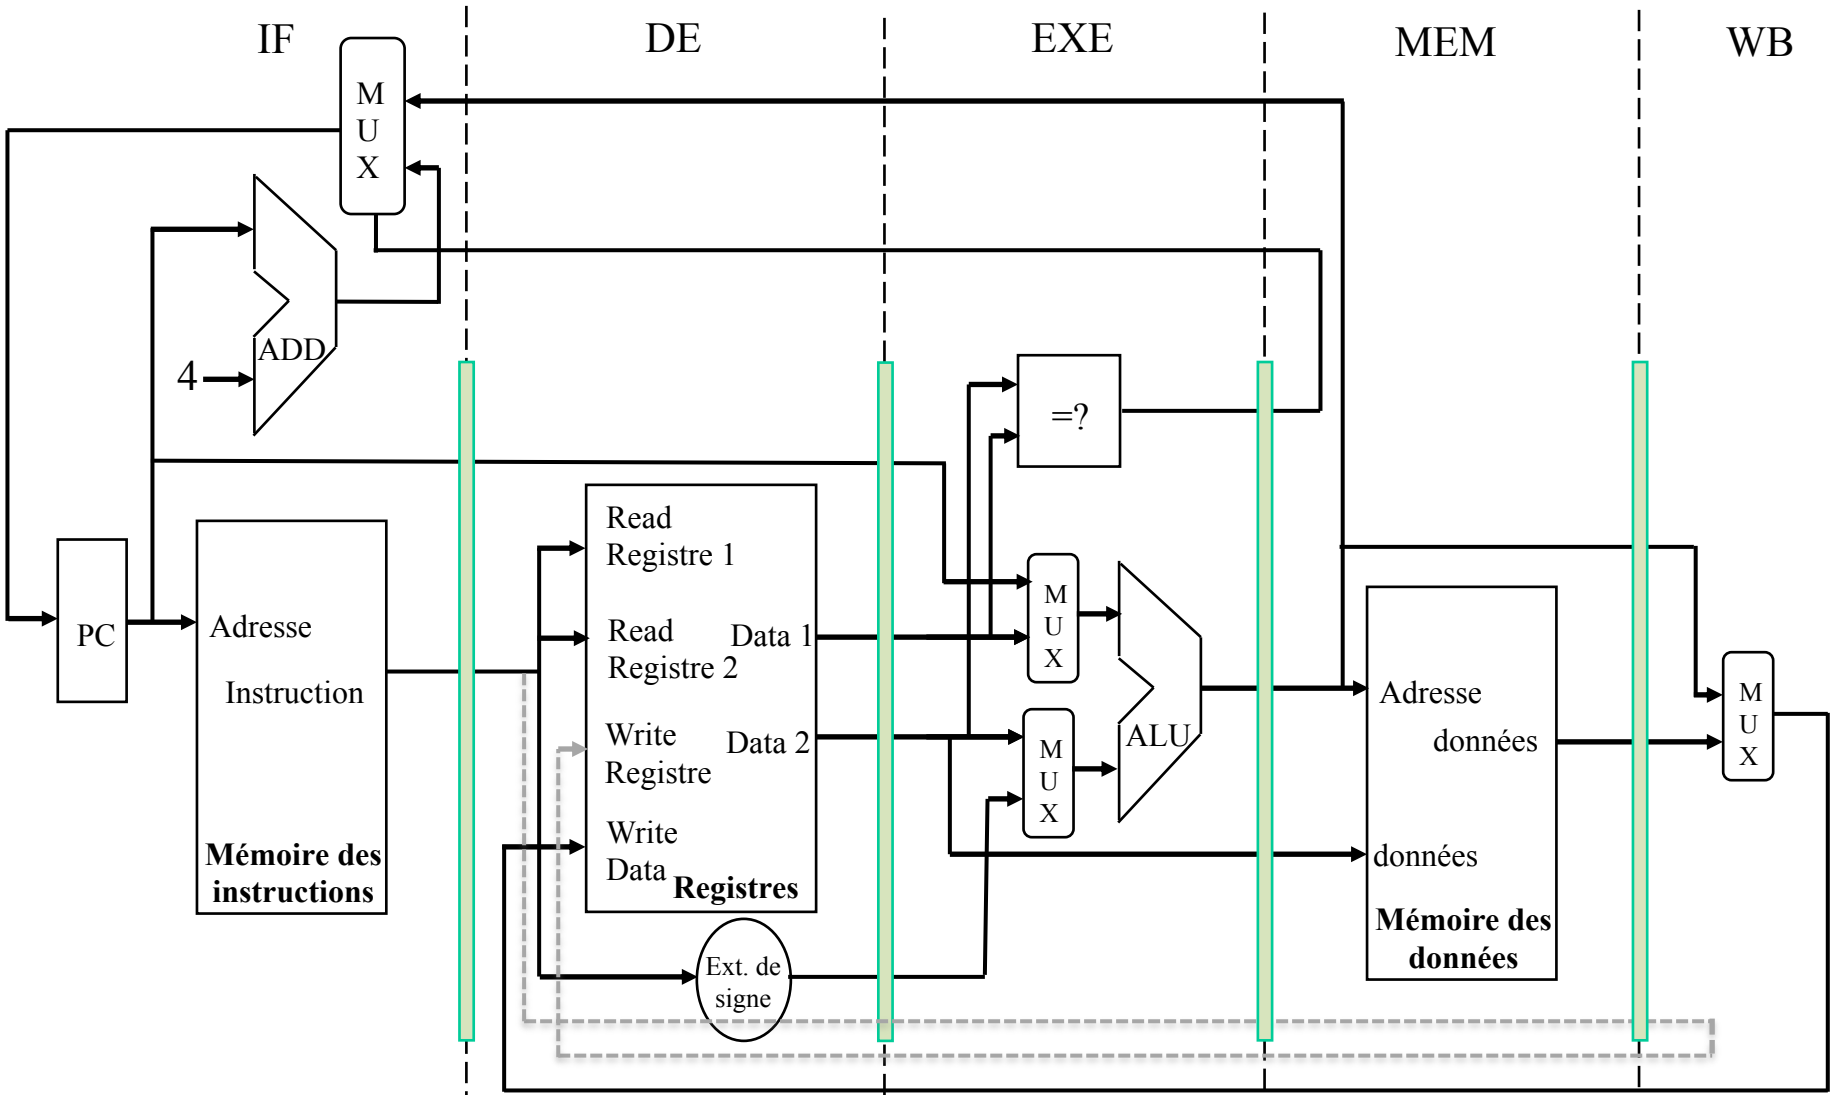 IF
DE
EXE
MEM
WB
M
U
X
ADD
4
=?
PC
Adresse
Instruction
Mémoire des
instructions
Read
Registre 1
Read
Registre 2
Data 1
Write
Registre
Data 2
Write
Data
Registres
Ext. de
signe
M
U
X
M
U
X
ALU
Adresse
données
données
Mémoire des
données
M
U
X